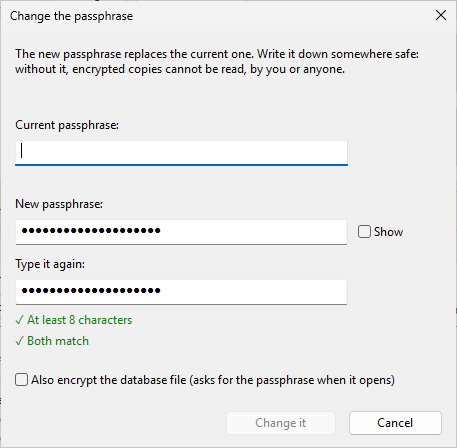 Change the passphrase
The new passphrase replaces the current one. Write it down somewhere safe:
without it, encrypted copies cannot be read, by you or anyone.
Current passphrase:
New passphrase:
●●●●●●●●●●●●●●●●●●●● Show
Type it again:
●●●●●●●●●●●●●●●●●●●●
✓ At least 8 characters
✓ Both match
Also encrypt the database file (asks for the passphrase when it opens)
Change it Cancel